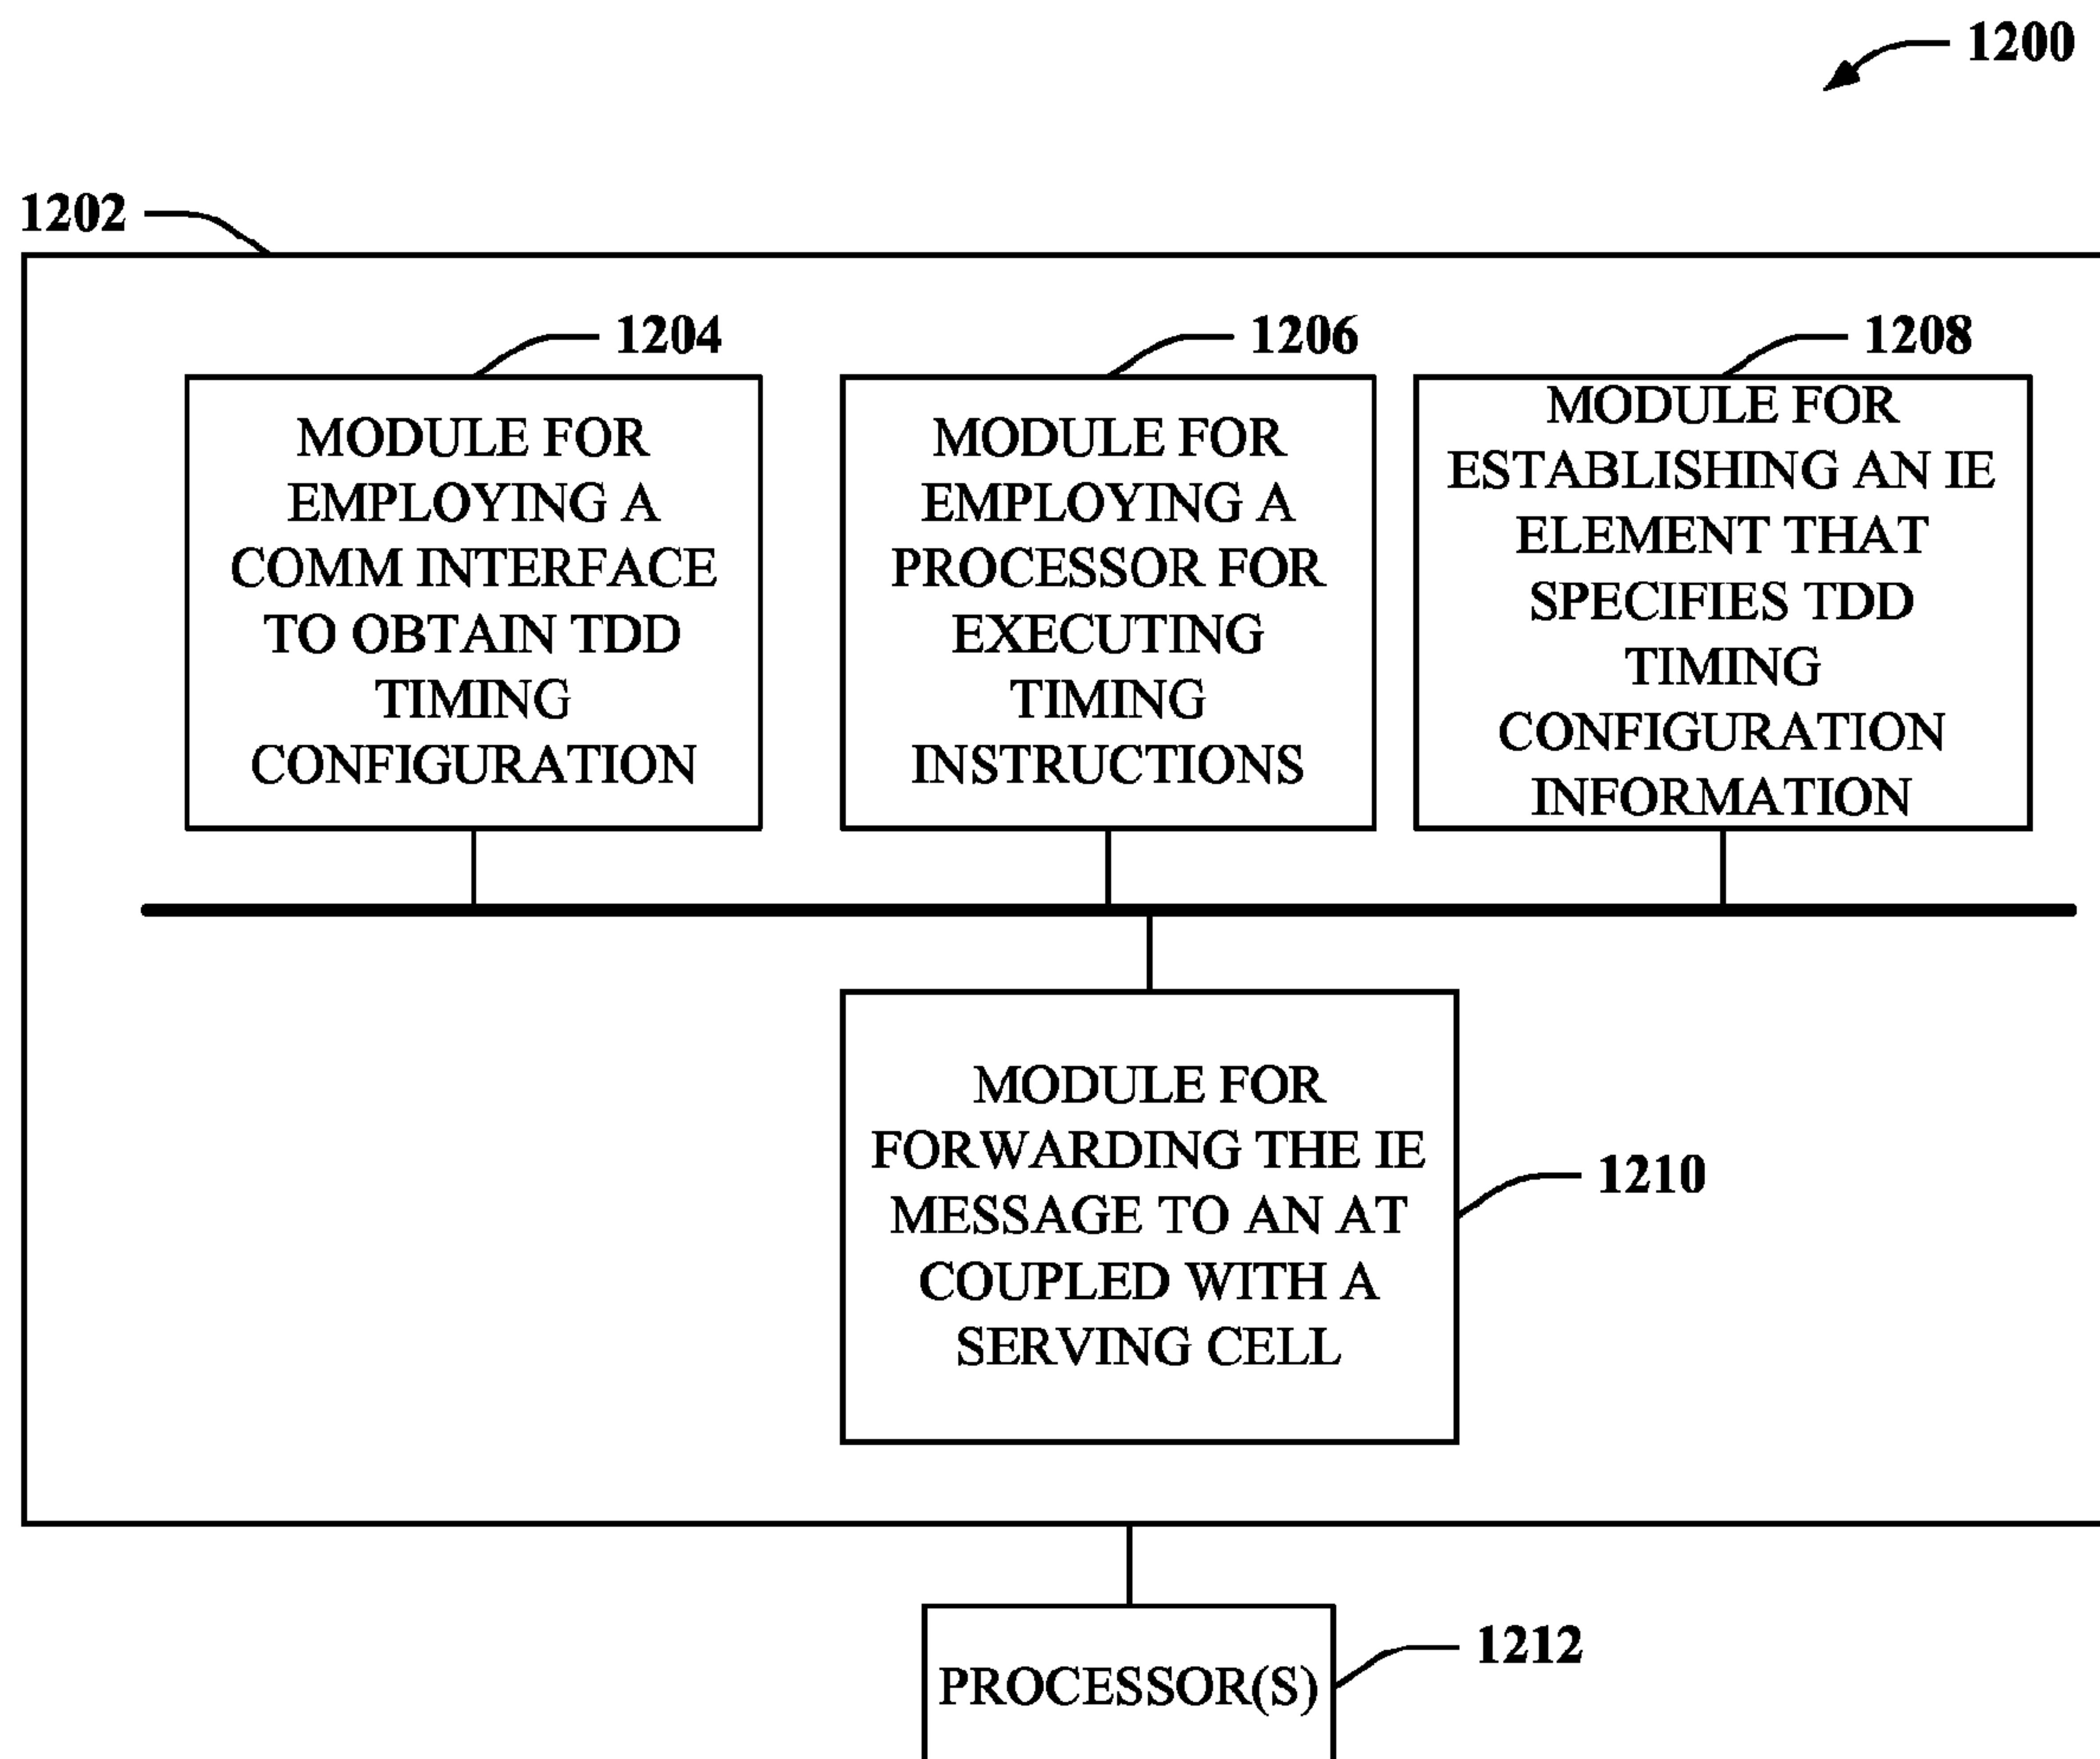 1200
1202
1204
1206
1208
MODULE FOR
EMPLOYING A
COMM INTERFACE
TO OBTAIN TDD
TIMING
CONFIGURATION
MODULE FOR
EMPLOYING A
PROCESSOR FOR
EXECUTING
TIMING
INSTRUCTIONS
MODULE FOR
ESTABLISHING AN IE
ELEMENT THAT
SPECIFIES TDD
TIMING
CONFIGURATION
INFORMATION
MODULE FOR
FORWARDING THE IE
MESSAGE TO AN AT
COUPLED WITH A
SERVING CELL
1210
PROCESSOR(S)
1212